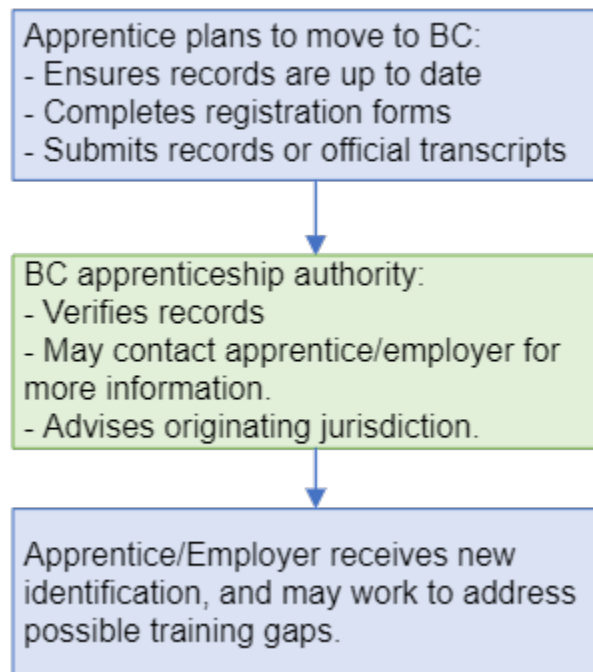 Apprentice plans to move to BC:
- Ensures records are up to date
- Completes registration forms
- Submits records or official transcripts
BC apprenticeship authority:
- Verifies records
- May contact apprentice/employer for
more information.
- Advises originating jurisdiction.
Apprentice/Employer receives new
identification, and may work to address
possible training gaps.